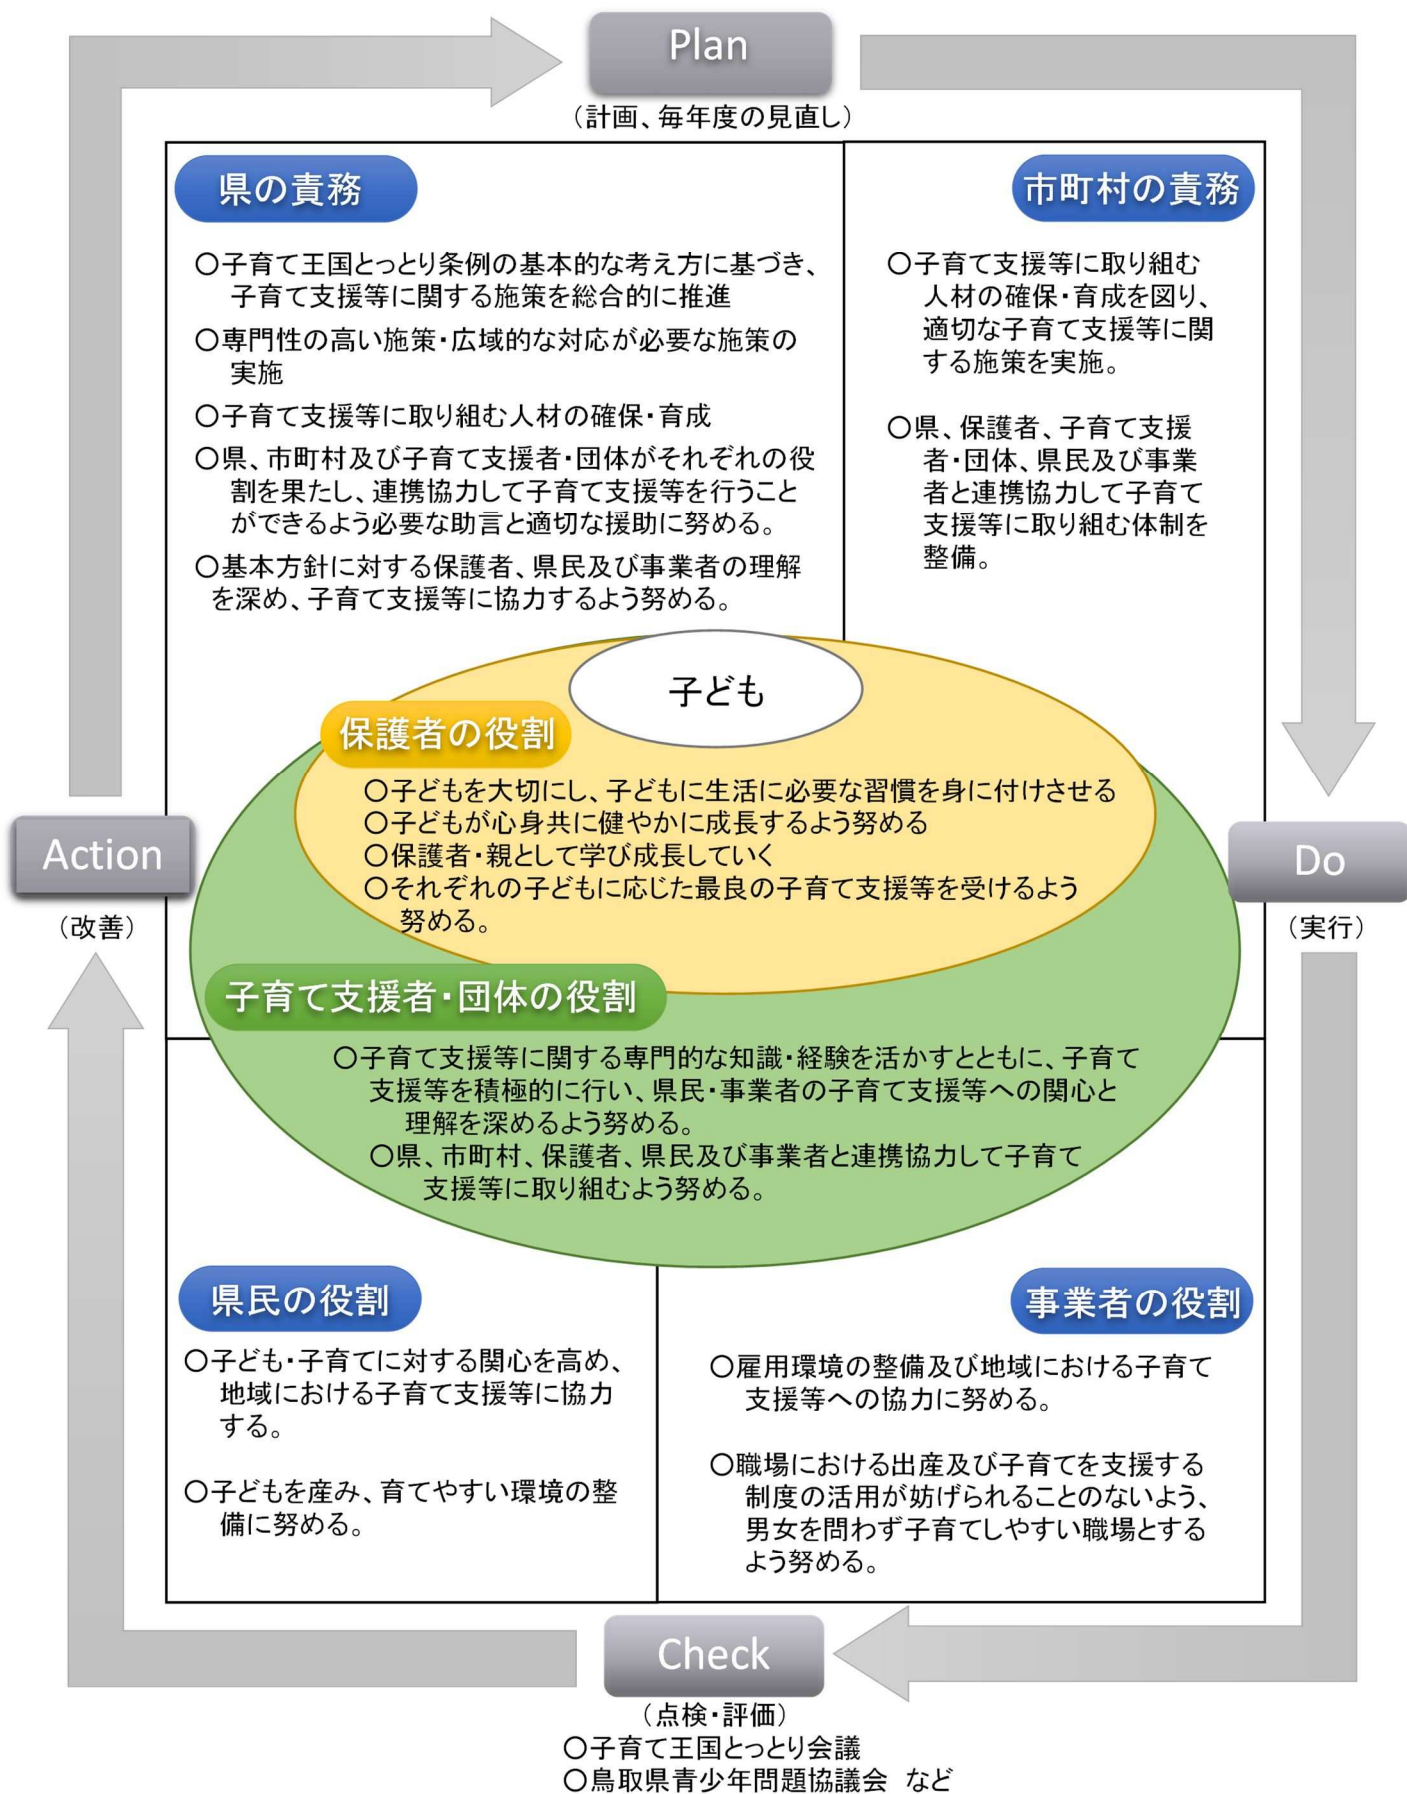 Plan
（計画、毎年度の見直し）
県の責務
○子育て王国とっとり条例の基本的な考え方に基づき、
子育て支援等に関する施策を総合的に推進
○専門性の高い施策・広域的な対応が必要な施策の
実施
○子育て支援等に取り組む人材の確保・育成
○県、市町村及び子育て支援者・団体がそれぞれの役
割を果たし、連携協力して子育て支援等を行うこと
ができるよう必要な助言と適切な援助に努める。
○基本方針に対する保護者、県民及び事業者の理解
を深め、子育て支援等に協力するよう努める。
市町村の責務
○子育て支援等に取り組む
人材の確保・育成を図り、
適切な子育て支援等に関
する施策を実施。
○県、保護者、子育て支援
者・団体、県民及び事業
者と連携協力して子育て
支援等に取り組む体制を
整備。
子ども
保護者の役割
○子どもを大切にし、子どもに生活に必要な習慣を身に付けさせる
○子どもが心身共に健やかに成長するよう努める
○保護者・親として学び成長していく
○それぞれの子どもに応じた最良の子育て支援等を受けるよう
努める。
Action
（改善）
Do
（実行）
子育て支援者・団体の役割
○子育て支援等に関する専門的な知識・経験を活かすとともに、子育て
支援等を積極的に行い、県民・事業者の子育て支援等への関心と
理解を深めるよう努める。
○県、市町村、保護者、県民及び事業者と連携協力して子育て
支援等に取り組むよう努める。
県民の役割
○子ども・子育てに対する関心を高め、
地域における子育て支援等に協力
する。
○子どもを産み、育てやすい環境の整
備に努める。
事業者の役割
○雇用環境の整備及び地域における子育て
支援等への協力に努める。
○職場における出産及び子育てを支援する
制度の活用が妨げられることのないよう、
男女を問わず子育てしやすい職場とする
よう努める。
Check
（点検・評価）
○子育て王国とっとり会議
○鳥取県青少年問題協議会 など